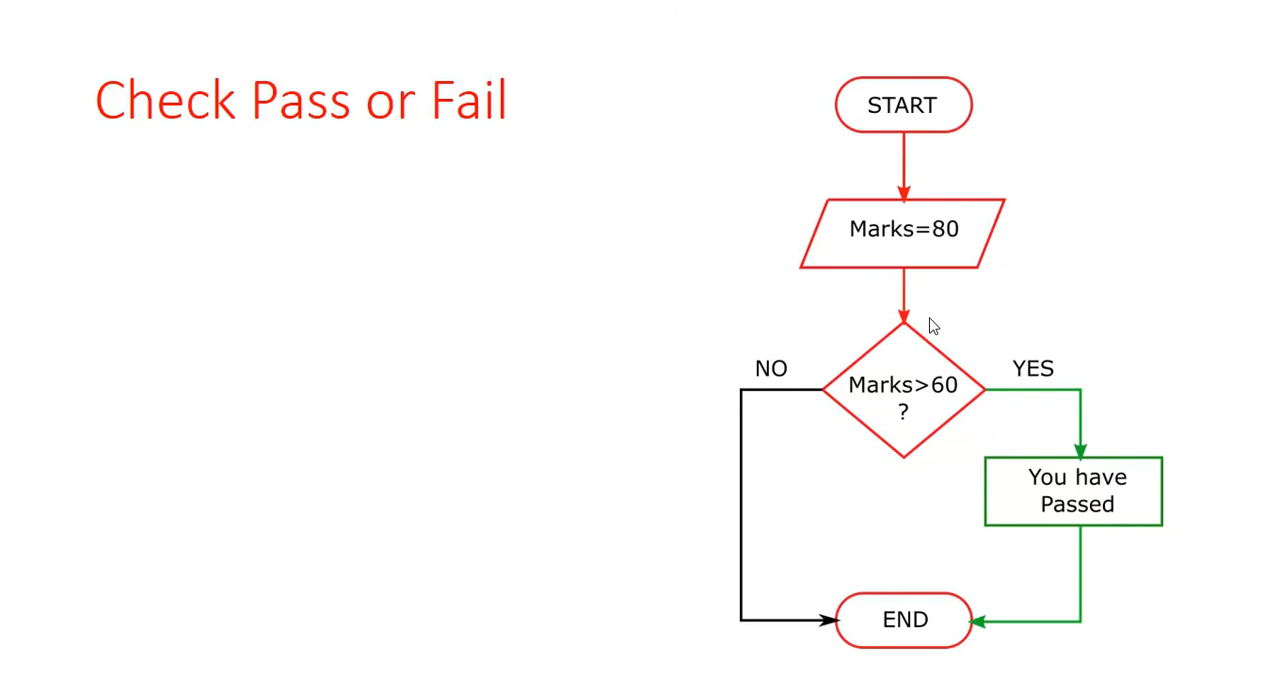 Check Pass or Fail
START
Marks=80
NO
YES
Marks>60
?
You have
Passed
END